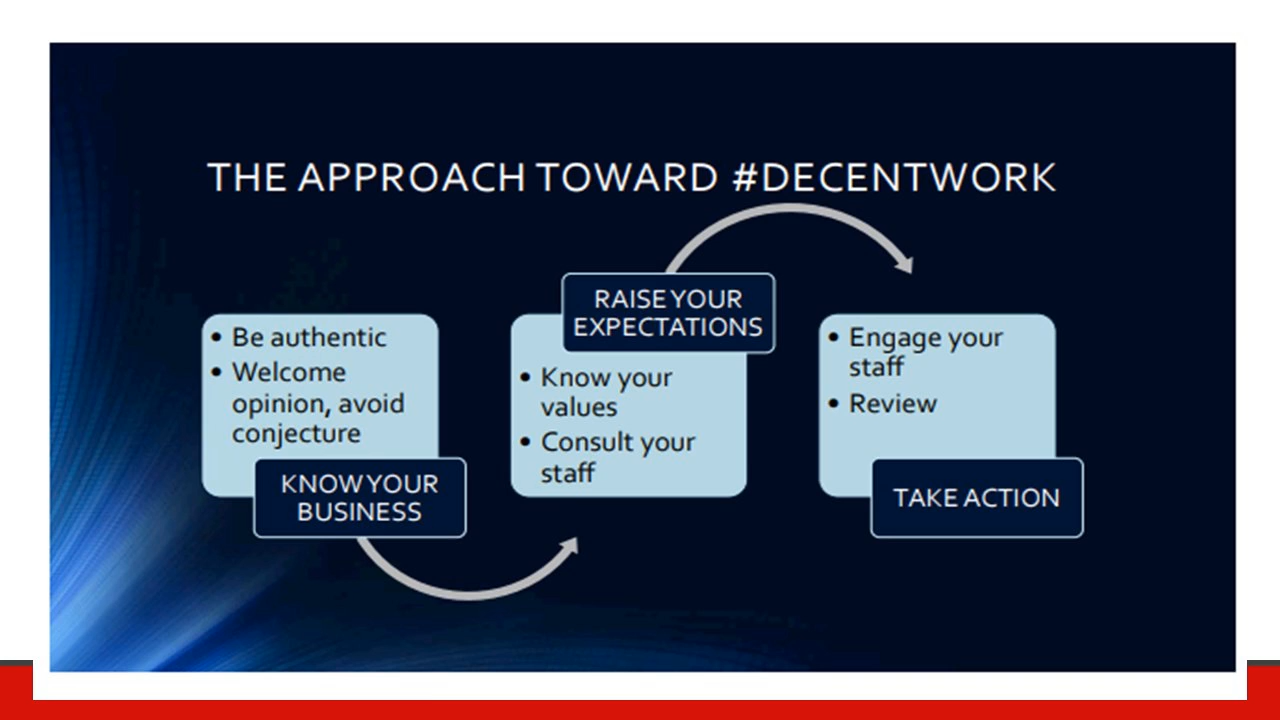 THE APPROACH TOWARD #DECENTWORK
• Be authentic
• Welcome
opinion, avoid
conjecture
KNOW YOUR
BUSINESS
RAISE YOUR
EXPECTATIONS
• Know your
values
• Consult your
staff
• Engage your
staff
• Review
TAKE ACTION